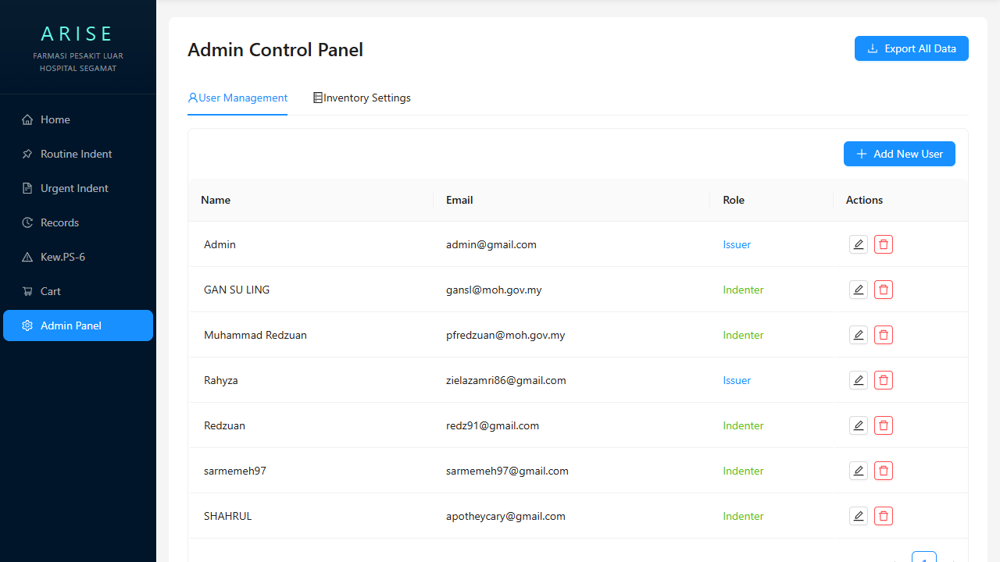 ARISE
FARMASI PESAKIT LUAR
HOSPITAL SEGAMAT
Home
Routine Indent
Urgent Indent
Records
Kew.PS-6
Cart
Admin Panel
Admin Control Panel
Export All Data
User Management Inventory Settings
Add New User
Name Email Role Actions
Admin admin@gmail.com Issuer
GAN SU LING gansl@moh.gov.my Indenter
Muhammad Redzuan pfredzuan@moh.gov.my Indenter
Rahyza zielazamri86@gmail.com Issuer
Redzuan redz91@gmail.com Indenter
sarmemeh97 sarmemeh97@gmail.com Indenter
SHAHRUL apotheycary@gmail.com Indenter